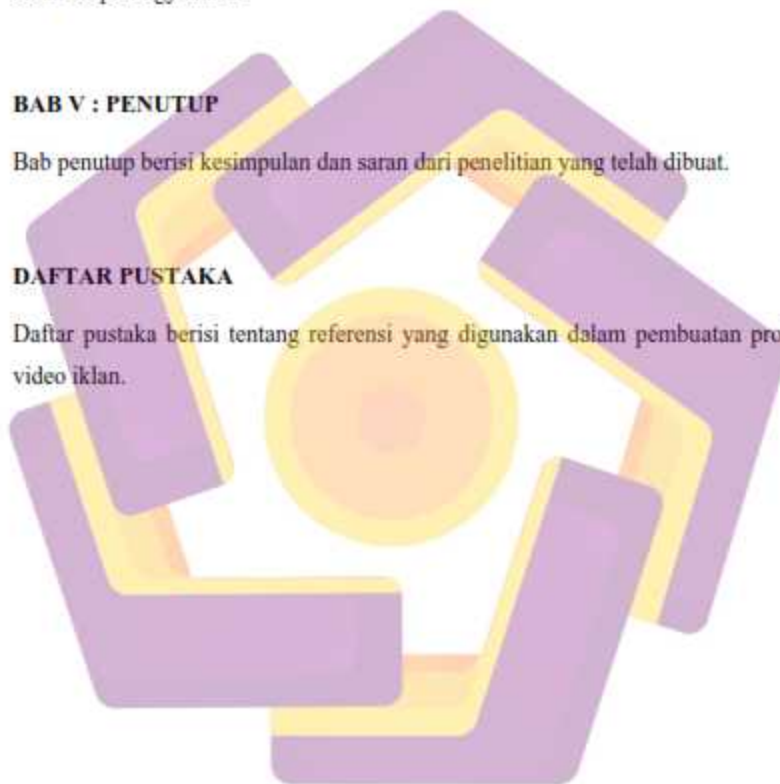 BAB V : PENUTUP
Bab penutup berisi kesimpulan dan saran dari penelitian yang telah dibuat.
DAFTAR PUSTAKA
Daftar pustaka berisi tentang referensi yang digunakan dalam pembuatan
video iklan.